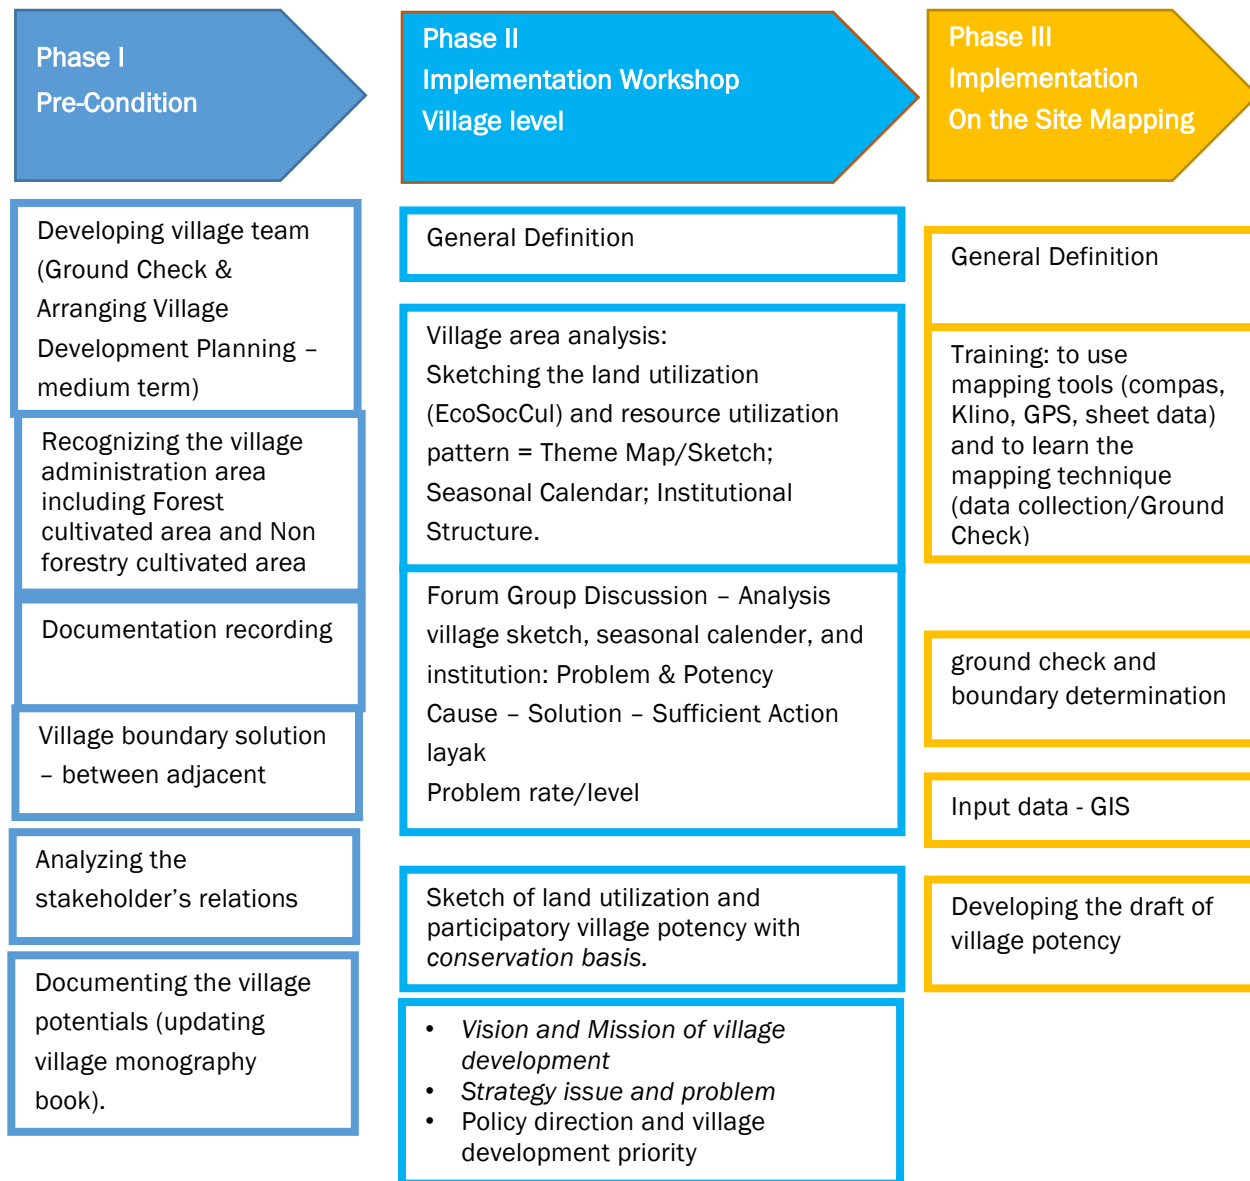 Phase I
Pre-Condition
Developing village team
(Ground Check &
Arranging Village
Development Planning –
medium term)
Recognizing the village
administration area
including Forest
cultivated area and Non
forestry cultivated area
Documentation recording
Village boundary solution
– between adjacent
Analyzing the
stakeholder’s relations
Documenting the village
potentials (updating
village monography
book).
Phase II
Implementation Workshop
Village level
General Definition
Village area analysis:
Sketching the land utilization
(EcoSocCul) and resource utilization
pattern = Theme Map/Sketch;
Seasonal Calendar; Institutional
Structure.
Forum Group Discussion – Analysis
village sketch, seasonal calender, and
institution: Problem & Potency
Cause – Solution – Sufficient Action
layak
Problem rate/level
Sketch of land utilization and
participatory village potency with
conservation basis.
• Vision and Mission of village
development
• Strategy issue and problem
• Policy direction and village
development priority
Phase III
Implementation
On the Site Mapping
General Definition
Training: to use
mapping tools (compas,
Klino, GPS, sheet data)
and to learn the
mapping technique
(data collection/Ground
Check)
ground check and
boundary determination
Input data - GIS
Developing the draft of
village potency